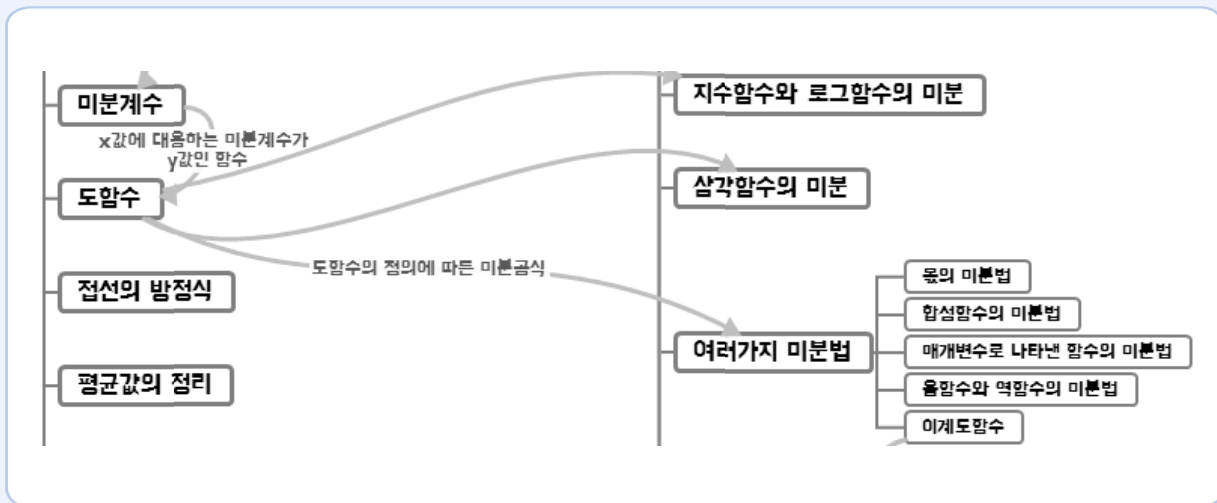 미분계수
x값에 대응하는 미분계수가
y값인 함수
도함수
접선의 방정식
평균값의 정리
도함수의 정의에 따른 미분공식
지수함수와 로그함수의 미분
삼각함수의 미분
여러가지 미분법
몫의 미분법
합성함수의 미분법
매개변수로 나타낸 함수의 미분법
음함수와 역함수의 미분법
이계도함수